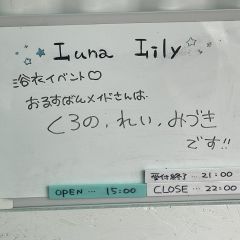 Luna Lily
浴衣イベント♡
おるすばんメイドさんは
くろの、れい、みづき
です!!
受付終了… 21:00
OPEN … 15:00
CLOSE … 22:00